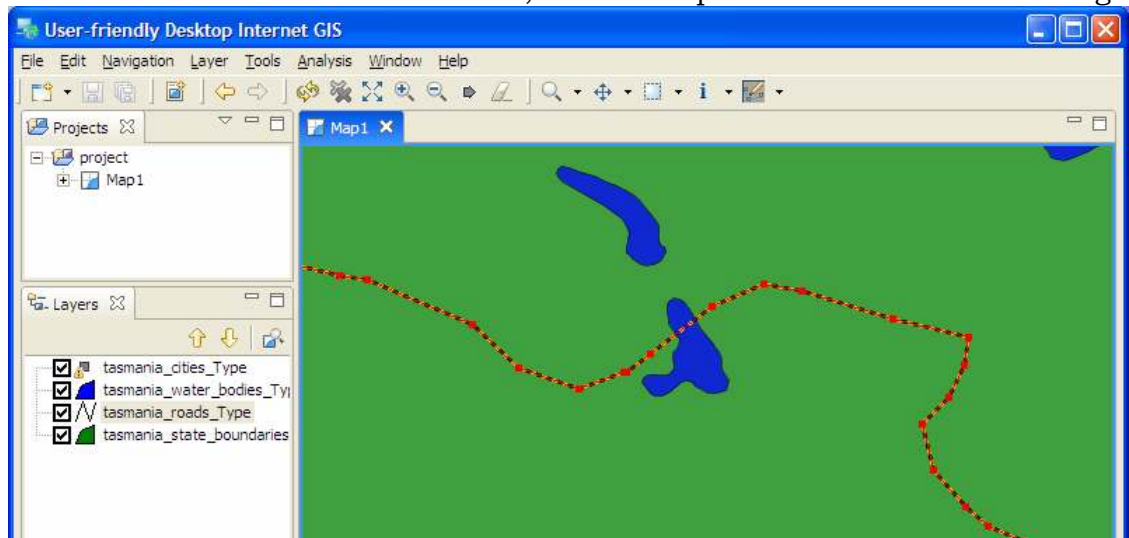 User-friendly Desktop Internet GIS
File Edit Navigation Layer Tools Analysis Window Help
Projects
Map1
project
Map1
Layers
tasmania_cities_Type
tasmania_water_bodies_Ty
tasmania_roads_Type
tasmania_state_boundaries